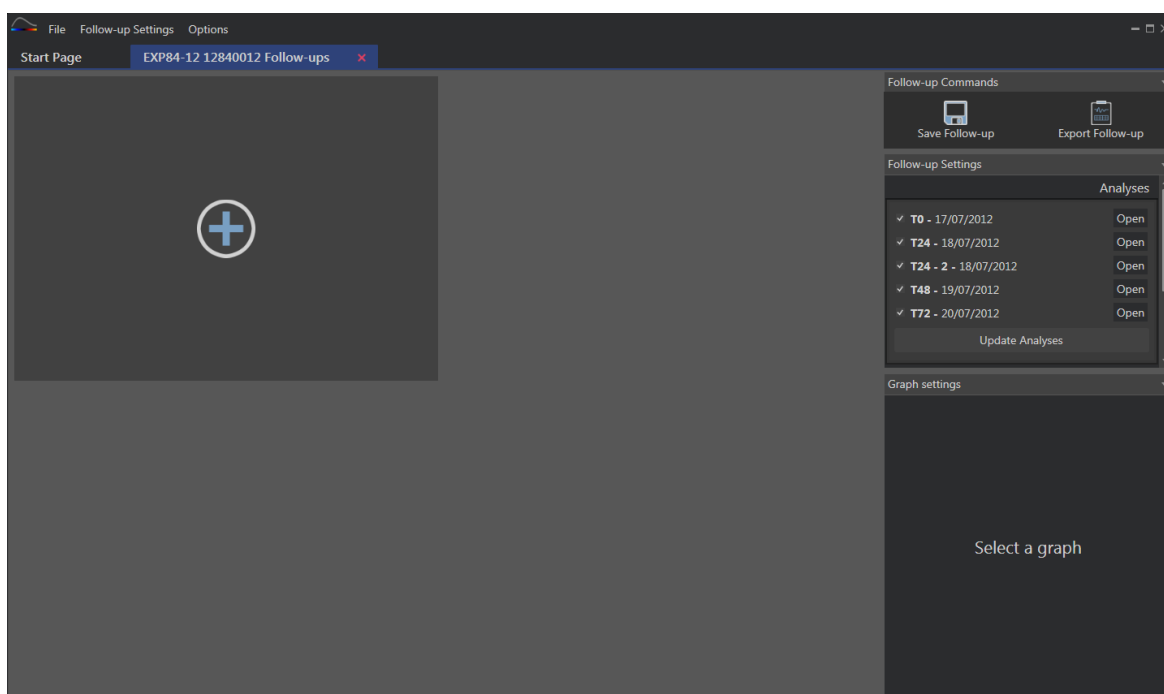 File Follow-up Settings Options
Start Page EXP84-12 12840012 Follow-ups
Follow-up Commands
Save Follow-up Export Follow-up
Follow-up Settings
Analyses
T0 - 17/07/2012 Open
T24 - 18/07/2012 Open
T24 - 2 - 18/07/2012 Open
T48 - 19/07/2012 Open
T72 - 20/07/2012 Open
Update Analyses
Graph settings
Select a graph